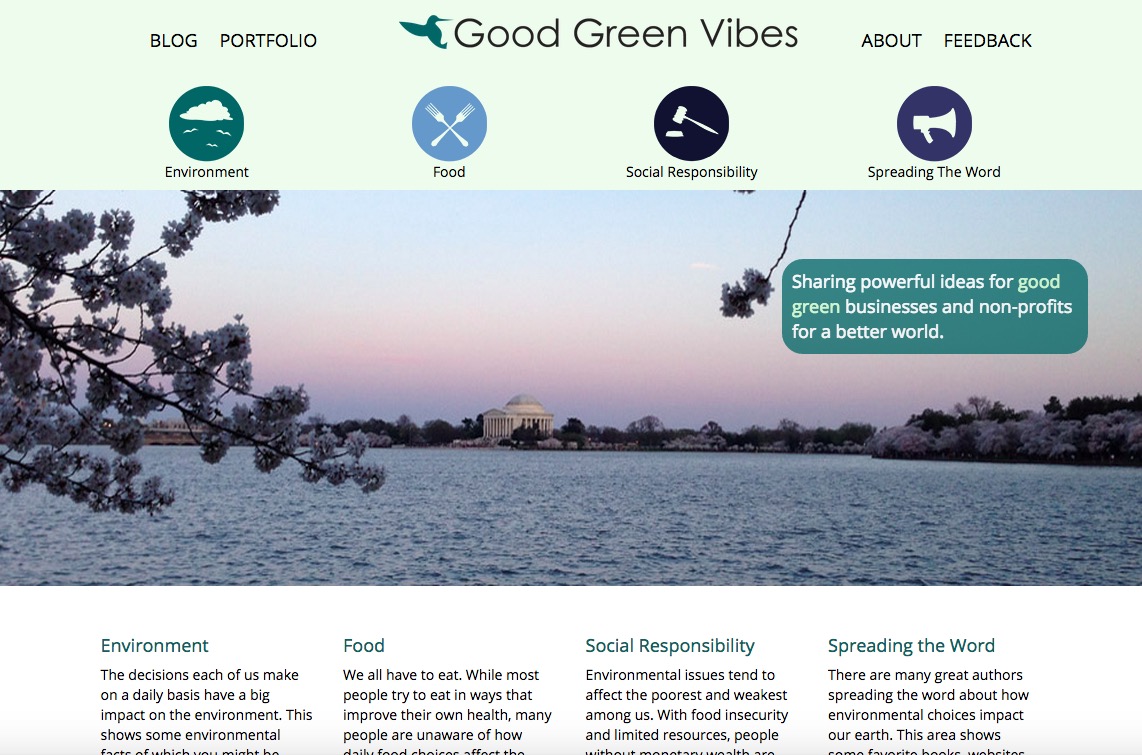 BLOG PORTFOLIO Good Green Vibes ABOUT FEEDBACK
Environment Food Social Responsibility Spreading The Word
Sharing powerful ideas for good
green businesses and non-profits
for a better world.
Environment
The decisions each of us make
on a daily basis have a big
impact on the environment. This
shows some environmental
facts of which you might be
Food
We all have to eat. While most
people try to eat in ways that
improve their own health, many
people are unaware of how
daily food choices affect the
Social Responsibility
Environmental issues tend to
affect the poorest and weakest
among us. With food insecurity
and limited resources, people
without monetary wealth are
Spreading the Word
There are many great authors
spreading the word about how
environmental choices impact
our earth. This area shows
some favorite books, websites